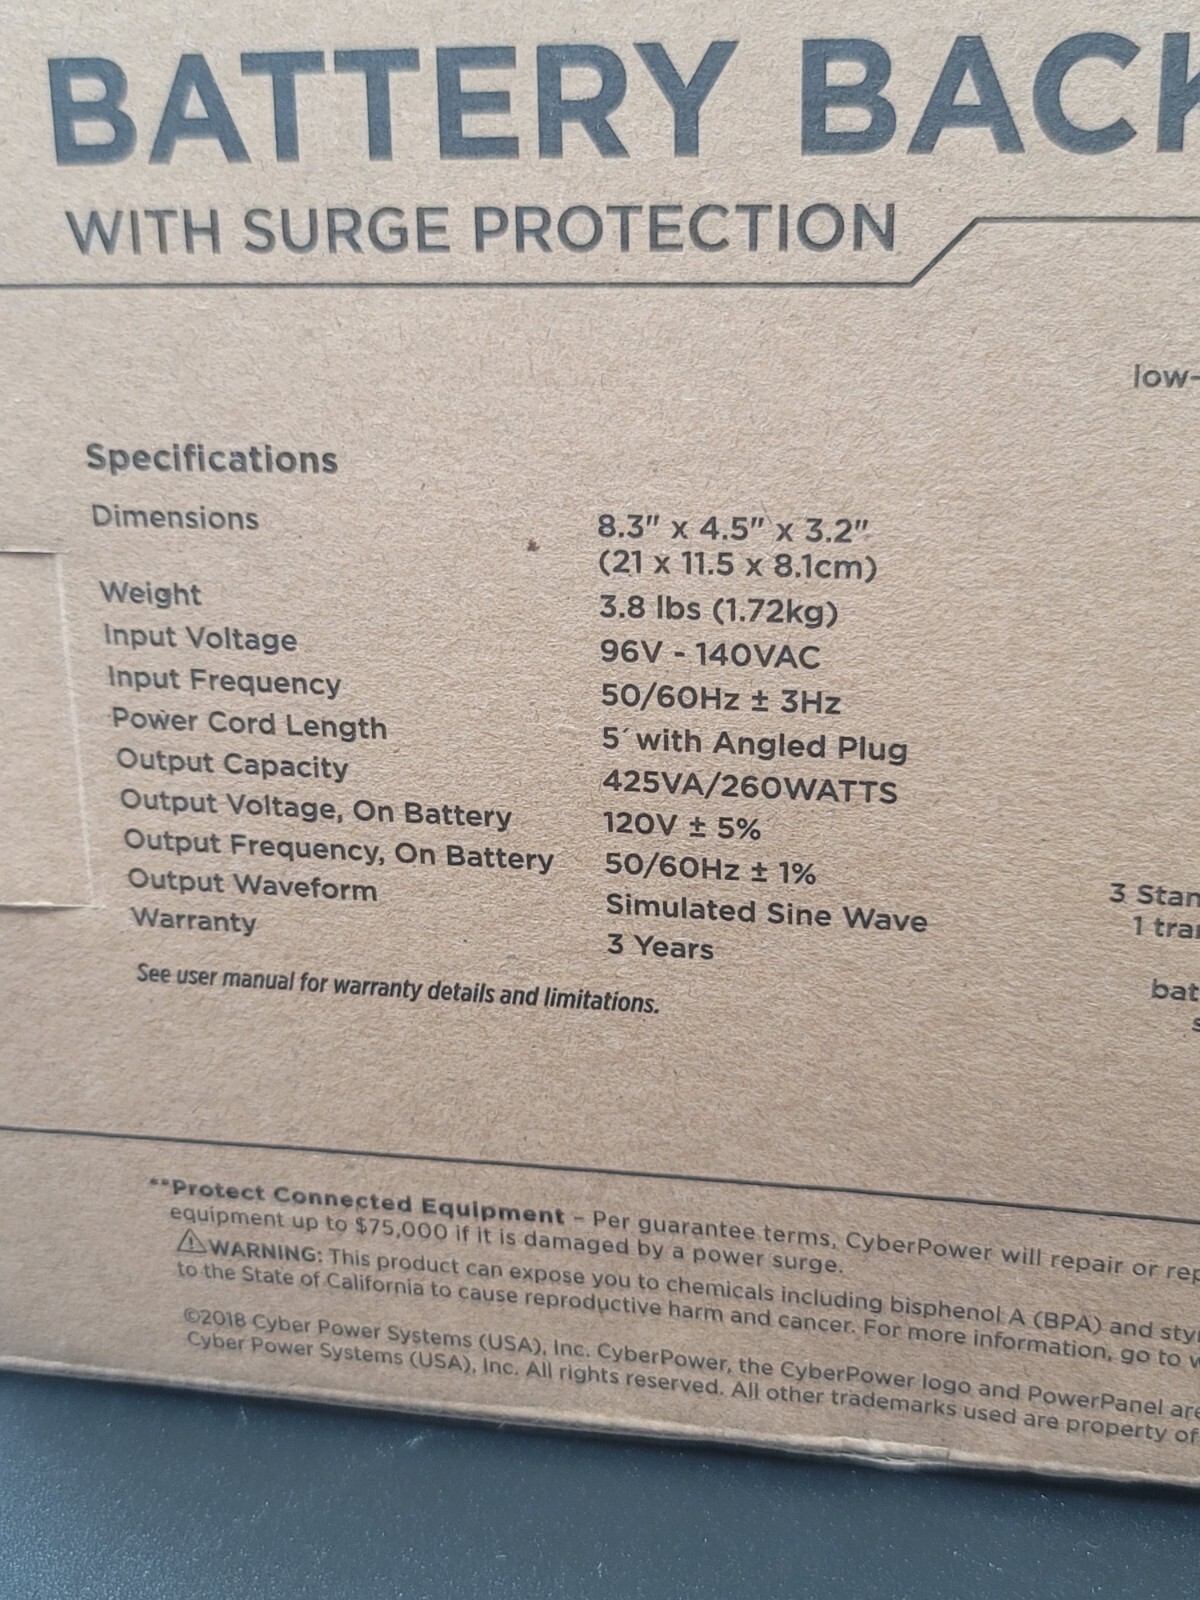 BATTERY BACK
WITH SURGE PROTECTION
low-
Specifications
Dimensions 8.3" x 4.5" x 3.2"
(21 x 11.5 x 8.1cm)
Weight 3.8 lbs (1.72kg)
Input Voltage 96V - 140VAC
Input Frequency 50/60Hz ± 3Hz
Power Cord Length 5´ with Angled Plug
Output Capacity 425VA/260WATTS
Output Voltage, On Battery 120V ± 5%
Output Frequency, On Battery 50/60Hz ± 1%
Output Waveform Simulated Sine Wave
Warranty 3 Years
See user manual for warranty details and limitations.
3 Stan
1 tra
bat
s
**Protect Connected Equipment – Per guarantee terms, CyberPower will repair or rep
equipment up to $75,000 if it is damaged by a power surge.
⚠WARNING: This product can expose you to chemicals including bisphenol A (BPA) and sty
to the State of California to cause reproductive harm and cancer. For more information, go to w
©2018 Cyber Power Systems (USA), Inc. CyberPower, the CyberPower logo and PowerPanel are
Cyber Power Systems (USA), Inc. All rights reserved. All other trademarks used are property of